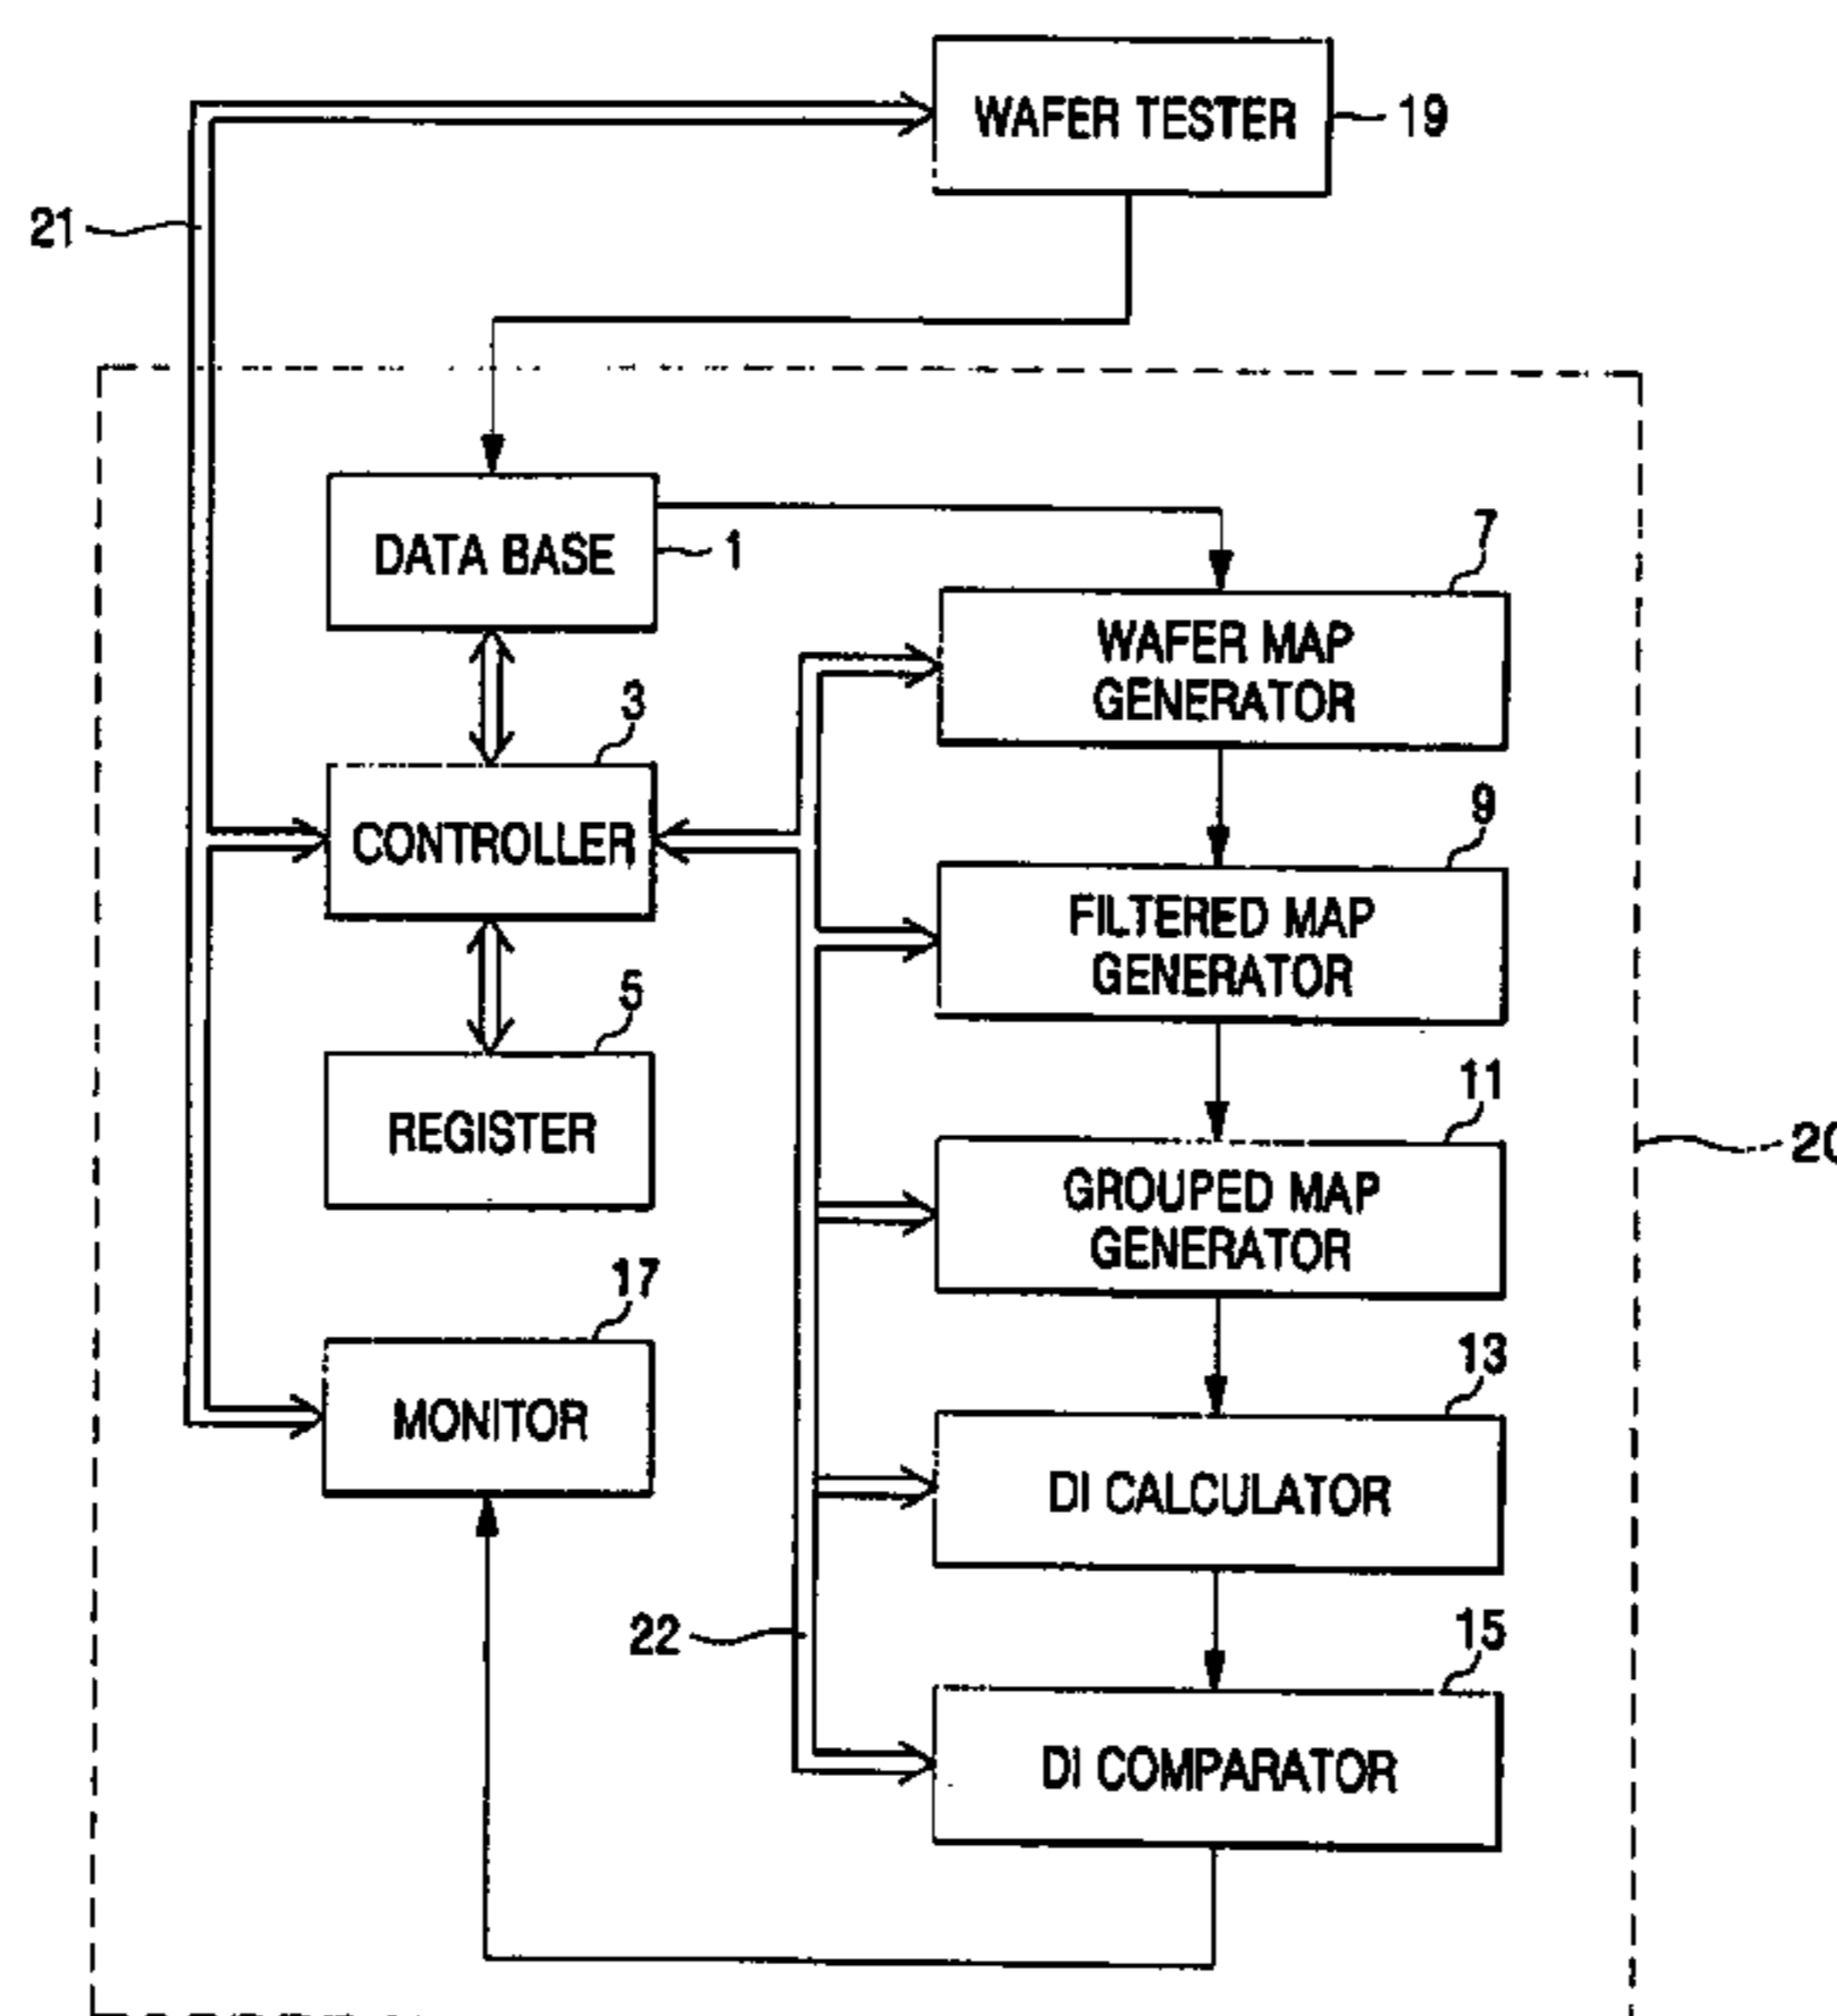 WAFER TESTER
19
21
DATA BASE
1
7
WAFER MAP
GENERATOR
3
CONTROLLER
9
FILTERED MAP
GENERATOR
5
REGISTER
11
GROUPED MAP
GENERATOR
20
17
MONITOR
13
DI CALCULATOR
22
15
DI COMPARATOR